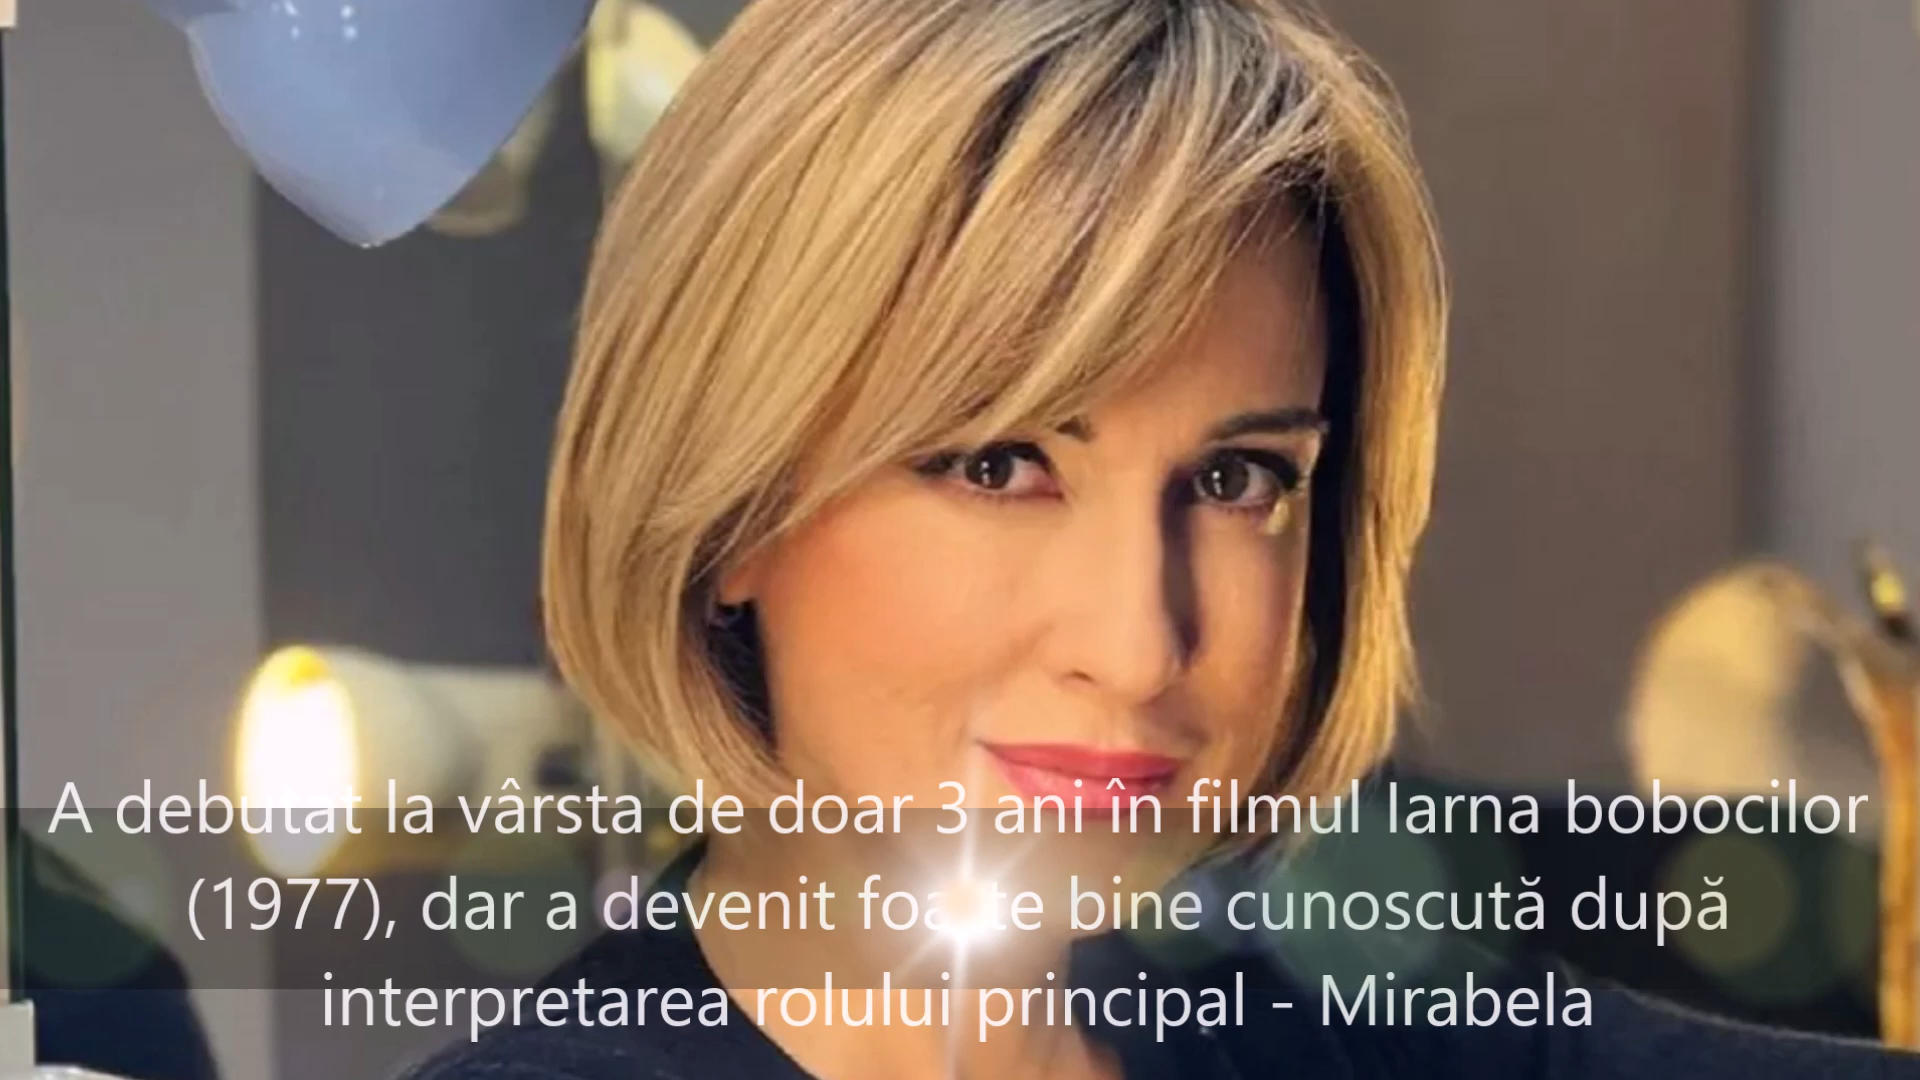 A debutat la vârsta de doar 3 ani în filmul Iarna bobocilor
(1977), dar a devenit foarte bine cunoscută după
interpretarea rolului principal - Mirabela